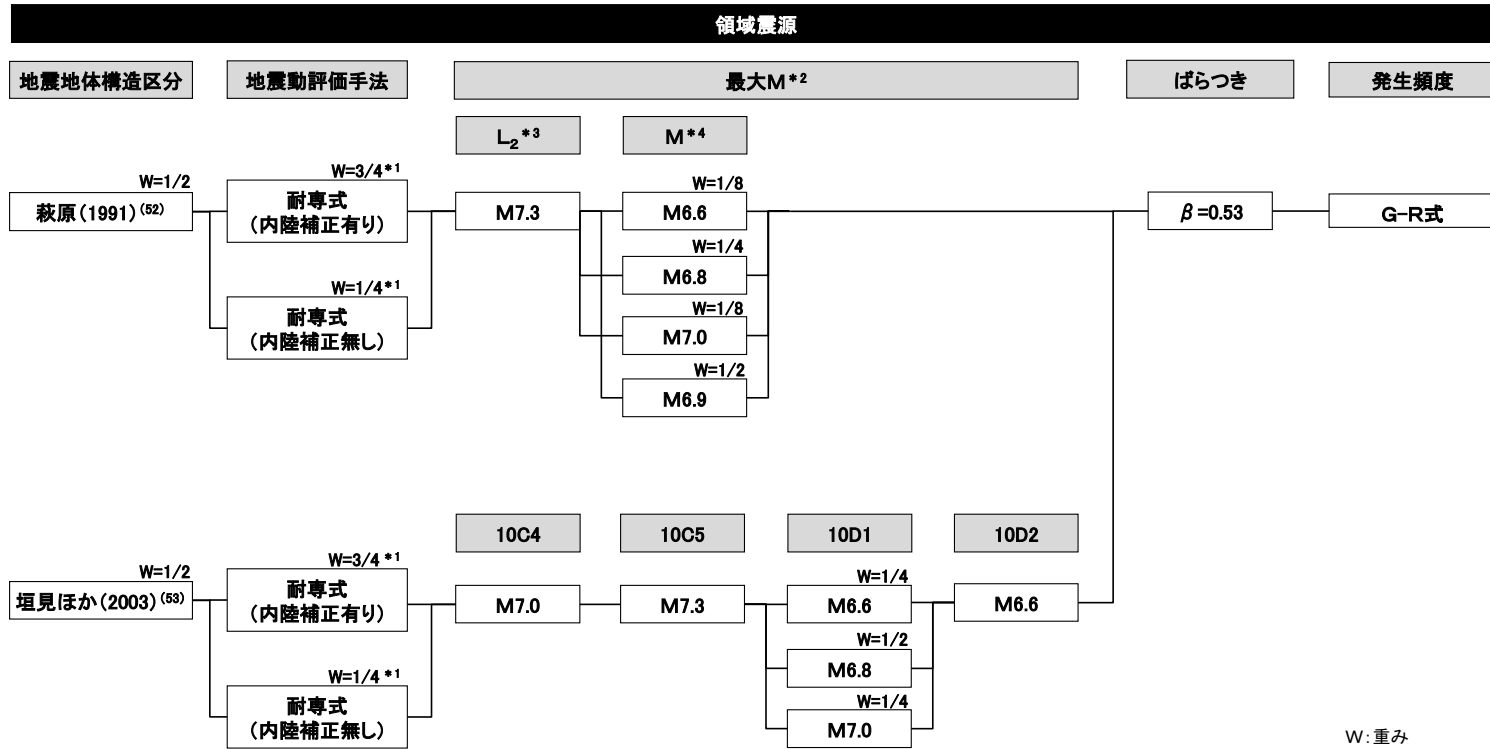 領域震源
地震地体構造区分 地震動評価手法 最大M*2 ばらつき 発生頻度
L2*3 M*4
W=1/2
萩原(1991)(52)
W=3/4*1
耐専式
(内陸補正有り)
W=1/4*1
耐専式
(内陸補正無し)
M7.3
W=1/8
M6.6
W=1/4
M6.8
W=1/8
M7.0
W=1/2
M6.9
β=0.53
G-R式
10C4 10C5 10D1 10D2
W=1/2
垣見ほか(2003)(53)
W=3/4*1
耐専式
(内陸補正有り)
W=1/4*1
耐専式
(内陸補正無し)
M7.0
M7.3
W=1/4
M6.6
W=1/2
M6.8
W=1/4
M7.0
M6.6
W:重み